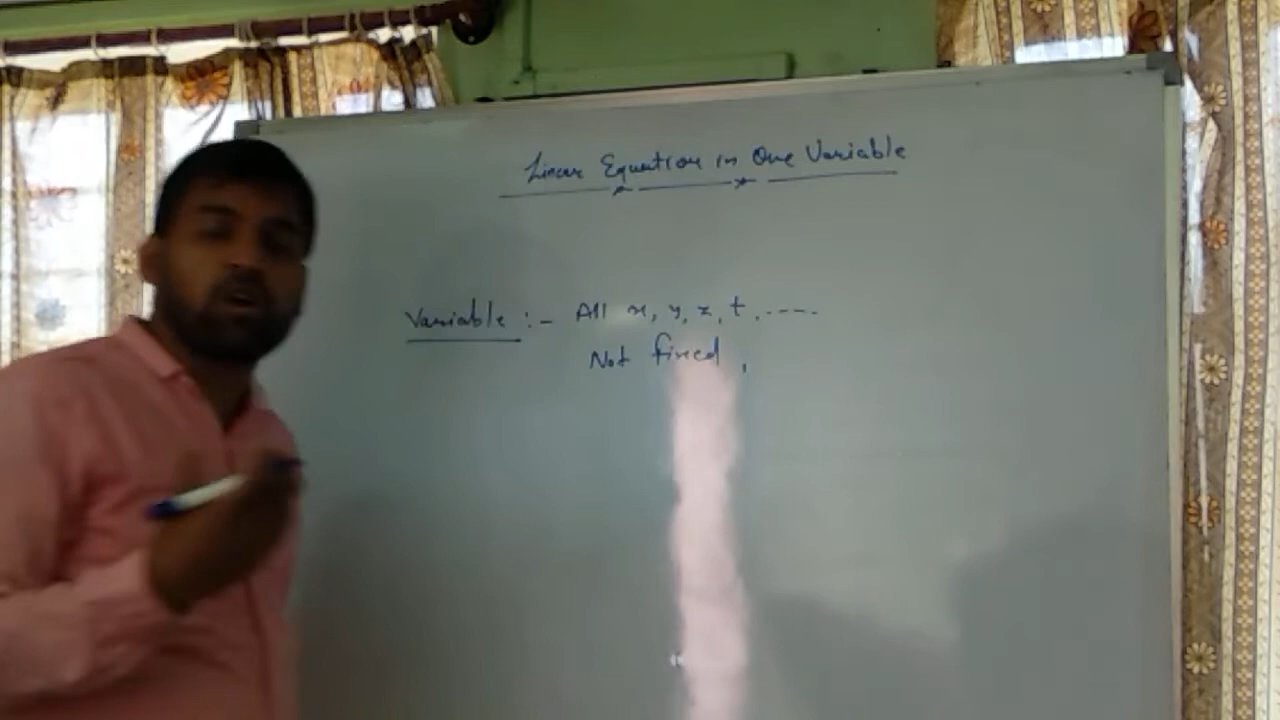 Linear Equation in One Variable
Variable :- All x, y, z, t, ----.
Not fixed,